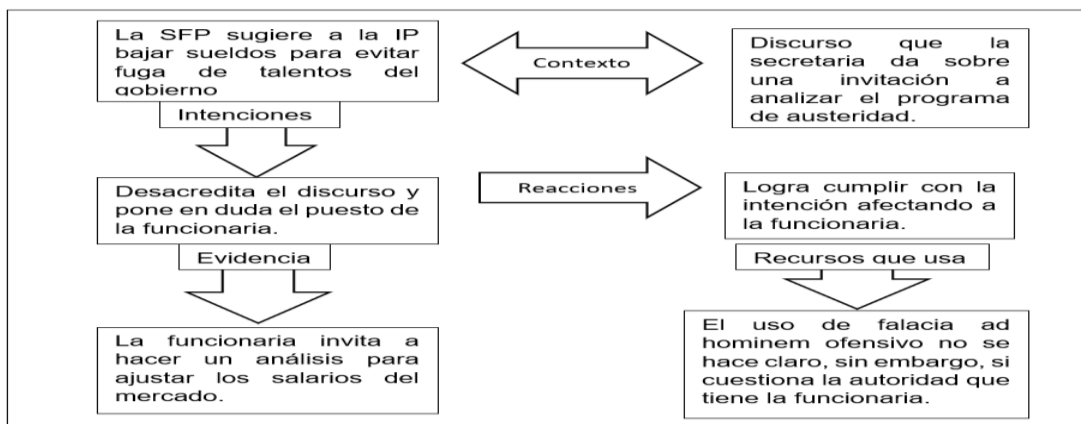 La SFP sugiere a la IP
bajar sueldos para evitar
fuga de talentos del
gobierno
Intenciones
Contexto
Discurso que la
secretaria da sobre
una invitación a
analizar el programa
de austeridad.
Desacredita el discurso y
pone en duda el puesto de
la funcionaria.
Evidencia
Reacciones
Logra cumplir con la
intención afectando a
la funcionaria.
Recursos que usa
La funcionaria invita a
hacer un análisis para
ajustar los salarios del
mercado.
El uso de falacia ad
hominem ofensivo no se
hace claro, sin embargo, si
cuestiona la autoridad que
tiene la funcionaria.